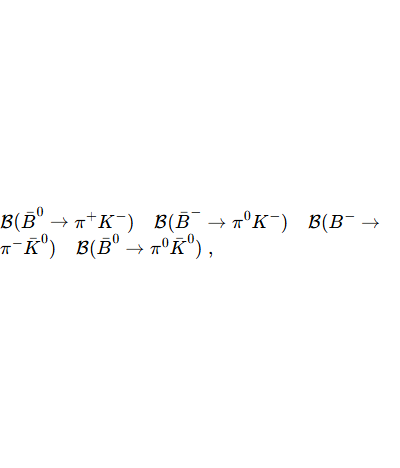 ℬ(B̄⁰ → π⁺K⁻) ℬ(B̄⁻ → π⁰K⁻) ℬ(B⁻ →
π⁻K̄⁰) ℬ(B̄⁰ → π⁰K̄⁰) ,